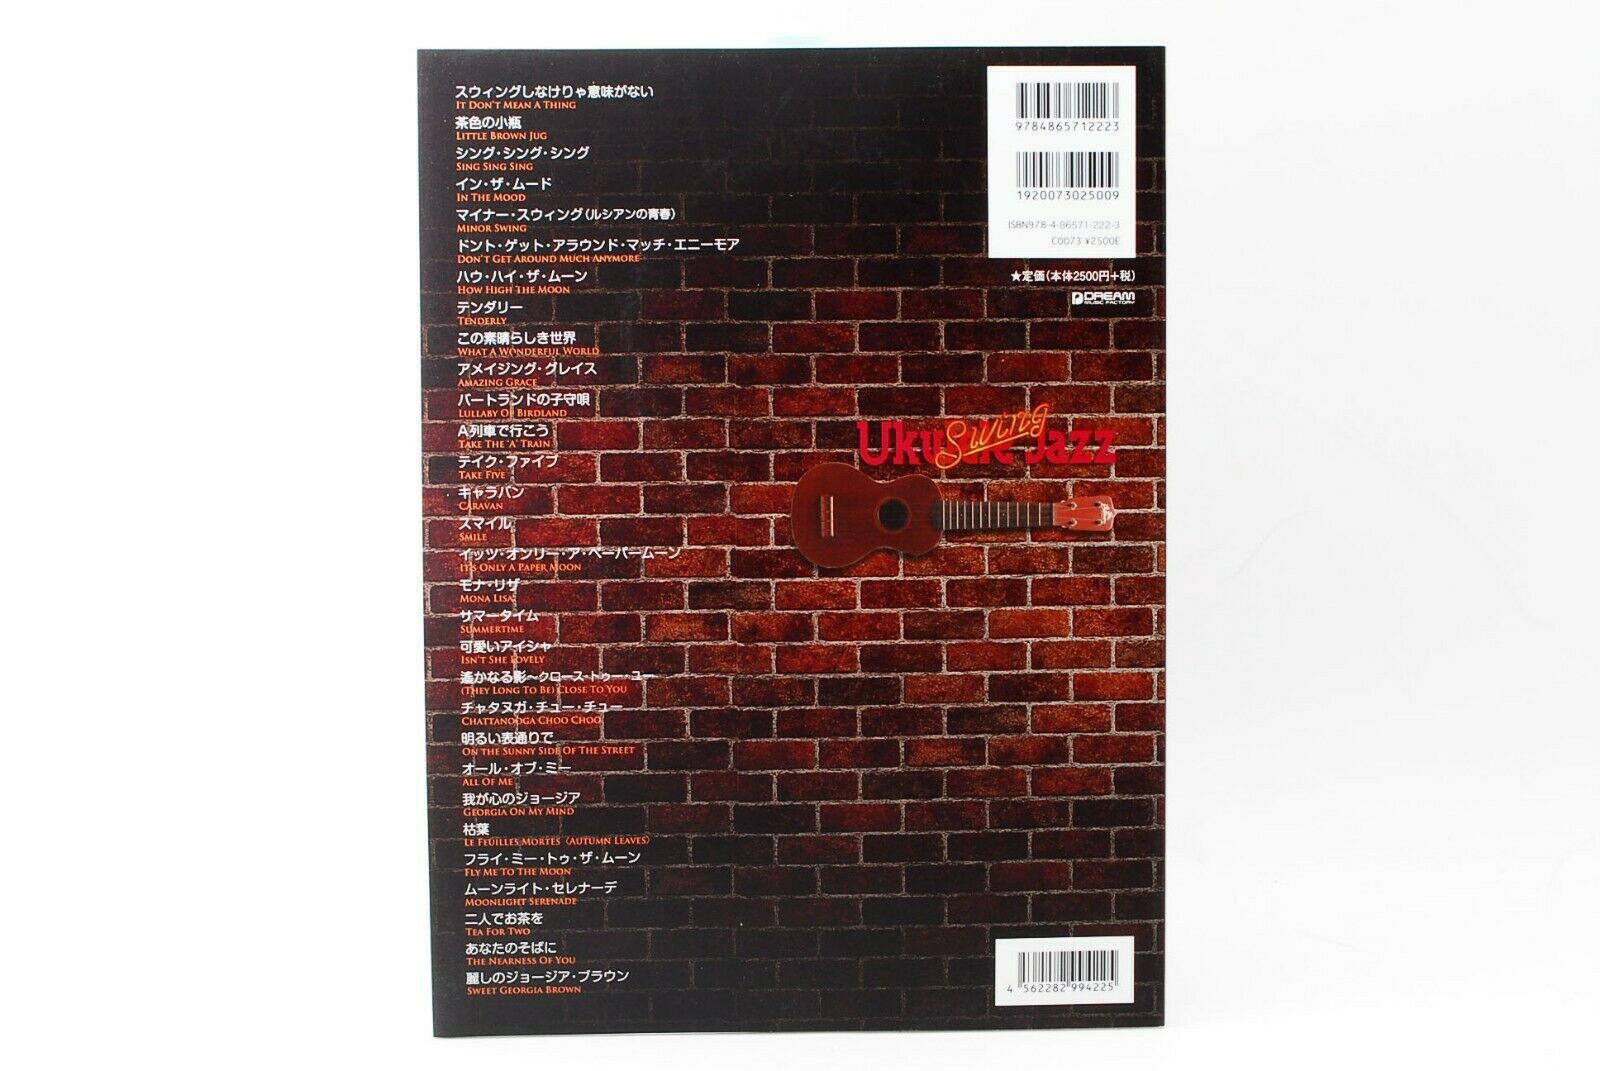 スウィングしなけりゃ意味がない
IT DON'T MEAN A THING
茶色の小瓶
LITTLE BROWN JUG
シング・シング・シング
SING SING SING
イン・ザ・ムード
IN THE MOOD
マイナー・スウィング(ルシアンの青春)
MINOR SWING
ドント・ゲット・アラウンド・マッチ・エニーモア
DON'T GET AROUND MUCH ANYMORE
ハウ・ハイ・ザ・ムーン
HOW HIGH THE MOON
テンダリー
TENDERLY
この素晴らしき世界
WHAT A WONDERFUL WORLD
アメイジング・グレイス
AMAZING GRACE
バートランドの子守唄
LULLABY OF BIRDLAND
A列車で行こう
TAKE THE 'A' TRAIN
テイク・ファイブ
TAKE FIVE
キャラバン
CARAVAN
スマイル
SMILE
イッツ・オンリー・ア・ペーパームーン
IT'S ONLY A PAPER MOON
モナ・リザ
MONA LISA
サマータイム
SUMMERTIME
可愛いアイシャ
ISN'T SHE LOVELY
遙かなる影〜クロース・トゥー・ユー
(THEY LONG TO BE) CLOSE TO YOU
チャタヌガ・チュー・チュー
CHATTANOOGA CHOO CHOO
明るい表通りで
ON THE SUNNY SIDE OF THE STREET
オール・オブ・ミー
ALL OF ME
我が心のジョージア
GEORGIA ON MY MIND
枯葉
LE FEUILLES MORTES〈AUTUMN LEAVES〉
フライ・ミー・トゥ・ザ・ムーン
FLY ME TO THE MOON
ムーンライト・セレナーデ
MOONLIGHT SERENADE
二人でお茶を
TEA FOR TWO
あなたのそばに
THE NEARNESS OF YOU
麗しのジョージア・ブラウン
SWEET GEORGIA BROWN
9784865712223
1920073025009
ISBN978-4-86571-222-3
C0073 ¥2500E
★定価(本体2500円+税)
DREAM
MUSIC FACTORY
Swing
Jazz
4 562282 994225